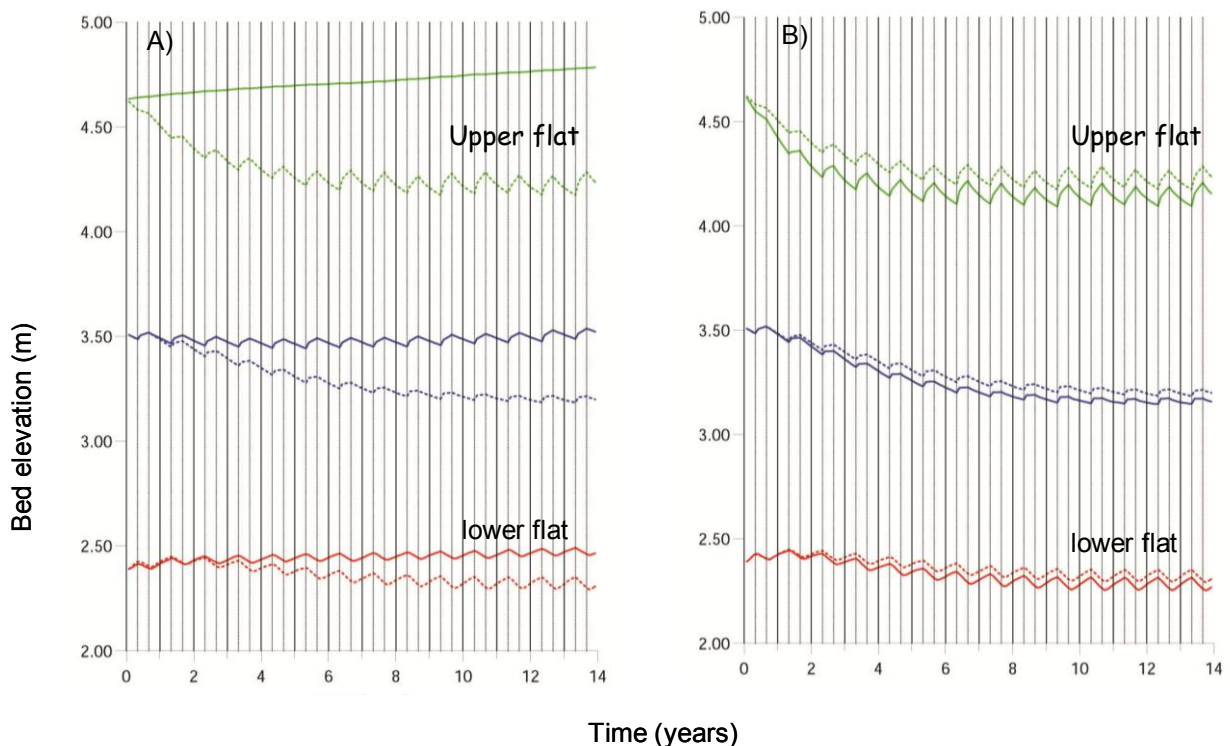 A)
5.00
4.50
4.00
3.50
3.00
2.50
2.00
Upper flat
lower flat
0 2 4 6 8 10 12 14
B)
5.00
4.50
4.00
3.50
3.00
2.50
2.00
Upper flat
lower flat
0 2 4 6 8 10 12 14
Bed elevation (m)
Time (years)